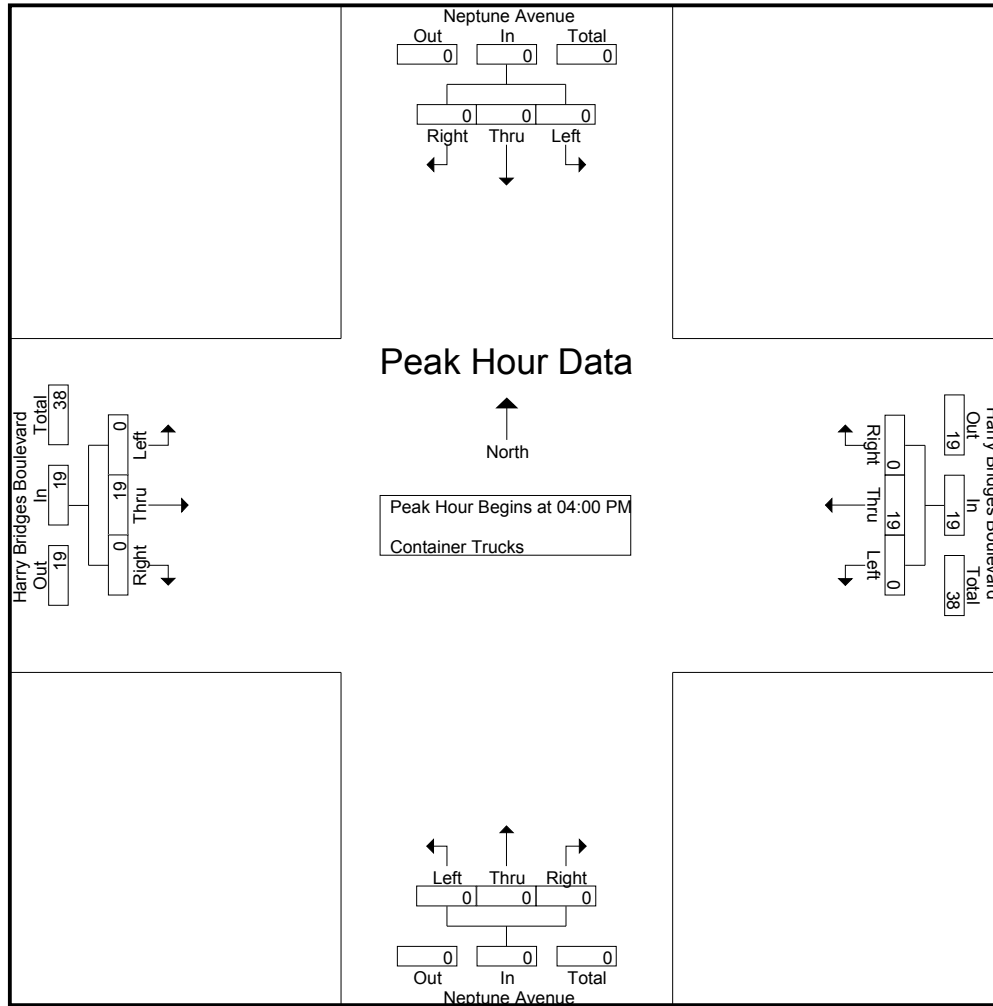 Neptune Avenue
Out In Total
0 0 0
0 0 0
Right Thru Left
Peak Hour Data
North
Peak Hour Begins at 04:00 PM
Container Trucks
Harry Bridges Boulevard
Out In Total
19 19 38
Left Thru Right
0 19 0
Harry Bridges Boulevard
Out In Total
19 19 38
Right Thru Left
0 19 0
Left Thru Right
0 0 0
0 0 0
Out In Total
Neptune Avenue